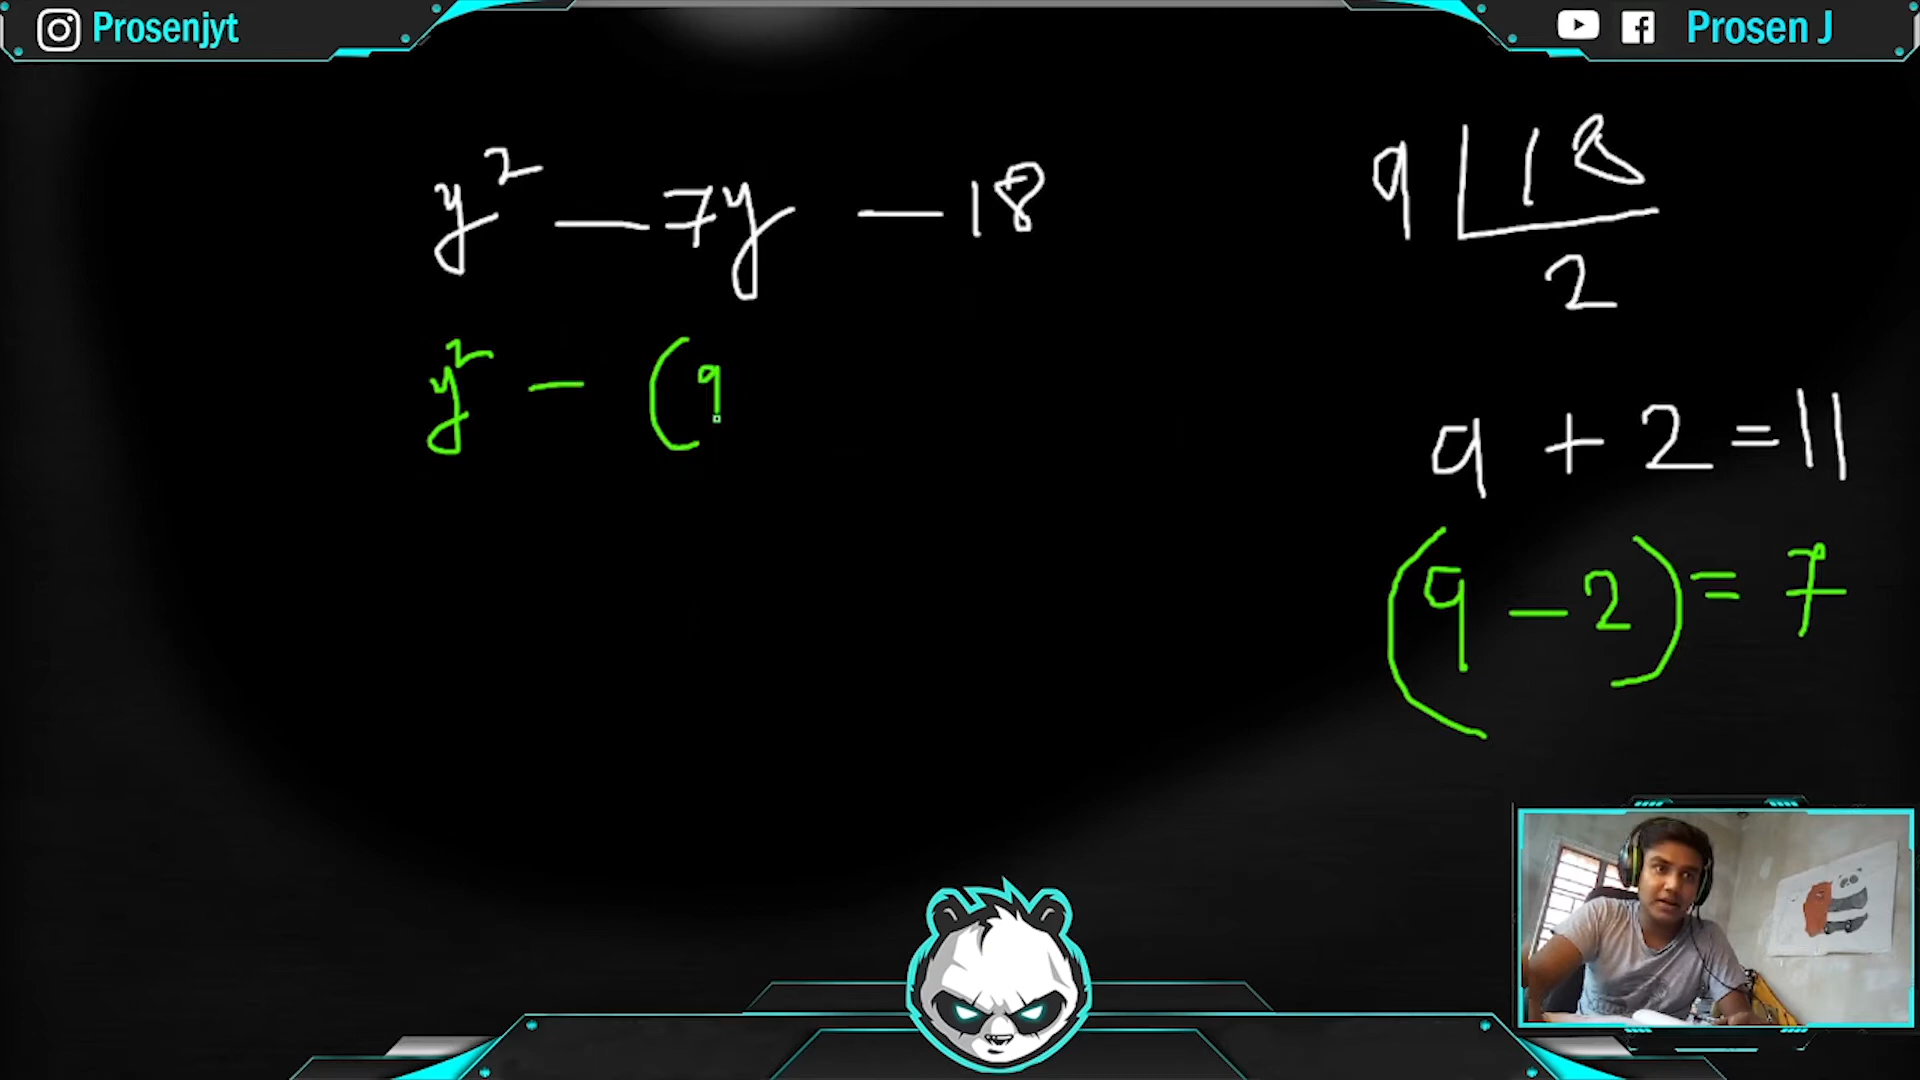 Prosenjyt
Prosen J
y² — 7y — 18
9 | 18
2
y² — (9
9 + 2 = 11
(9 — 2) = 7